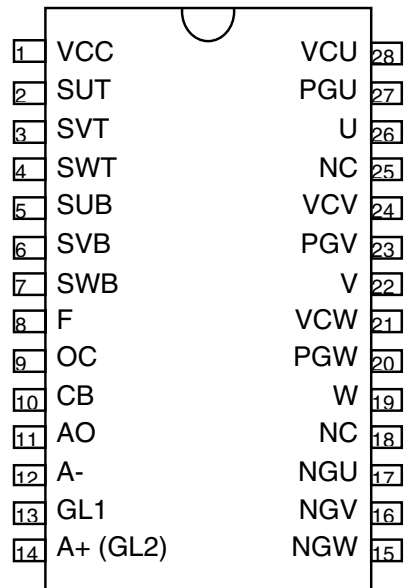 1 VCC VCU 28
2 SUT PGU 27
3 SVT U 26
4 SWT NC 25
5 SUB VCV 24
6 SVB PGV 23
7 SWB V 22
8 F VCW 21
9 OC PGW 20
10 CB W 19
11 AO NC 18
12 A- NGU 17
13 GL1 NGV 16
14 A+ (GL2) NGW 15